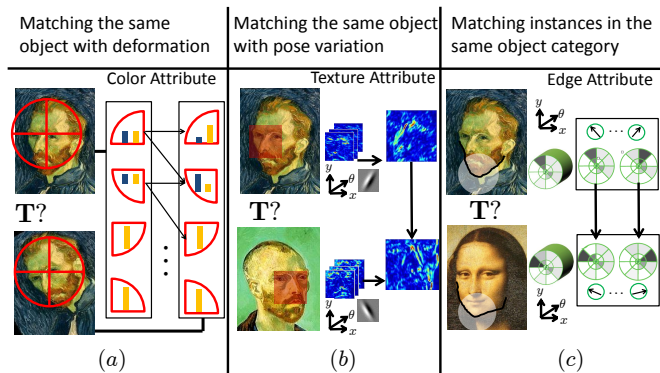 Matching the same
object with deformation
Color Attribute
T?
(a)
Matching the same object
with pose variation
Texture Attribute
y
θ
x
T?
y
θ
x
(b)
Matching instances in the
same object category
Edge Attribute
y
θ
x
T?
y
θ
x
(c)